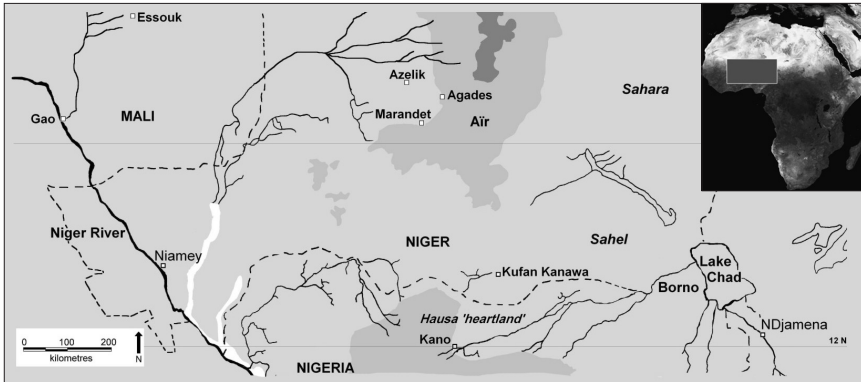 Essouk
Azelik
Agades
Sahara
Gao
MALI
Marandet
Aïr
Niger River
Niamey
NIGER
Sahel
Kufan Kanawa
Lake
Chad
Borno
Hausa 'heartland'
NDjamena
Kano
12 N
0 100 200
kilometres
N
NIGERIA